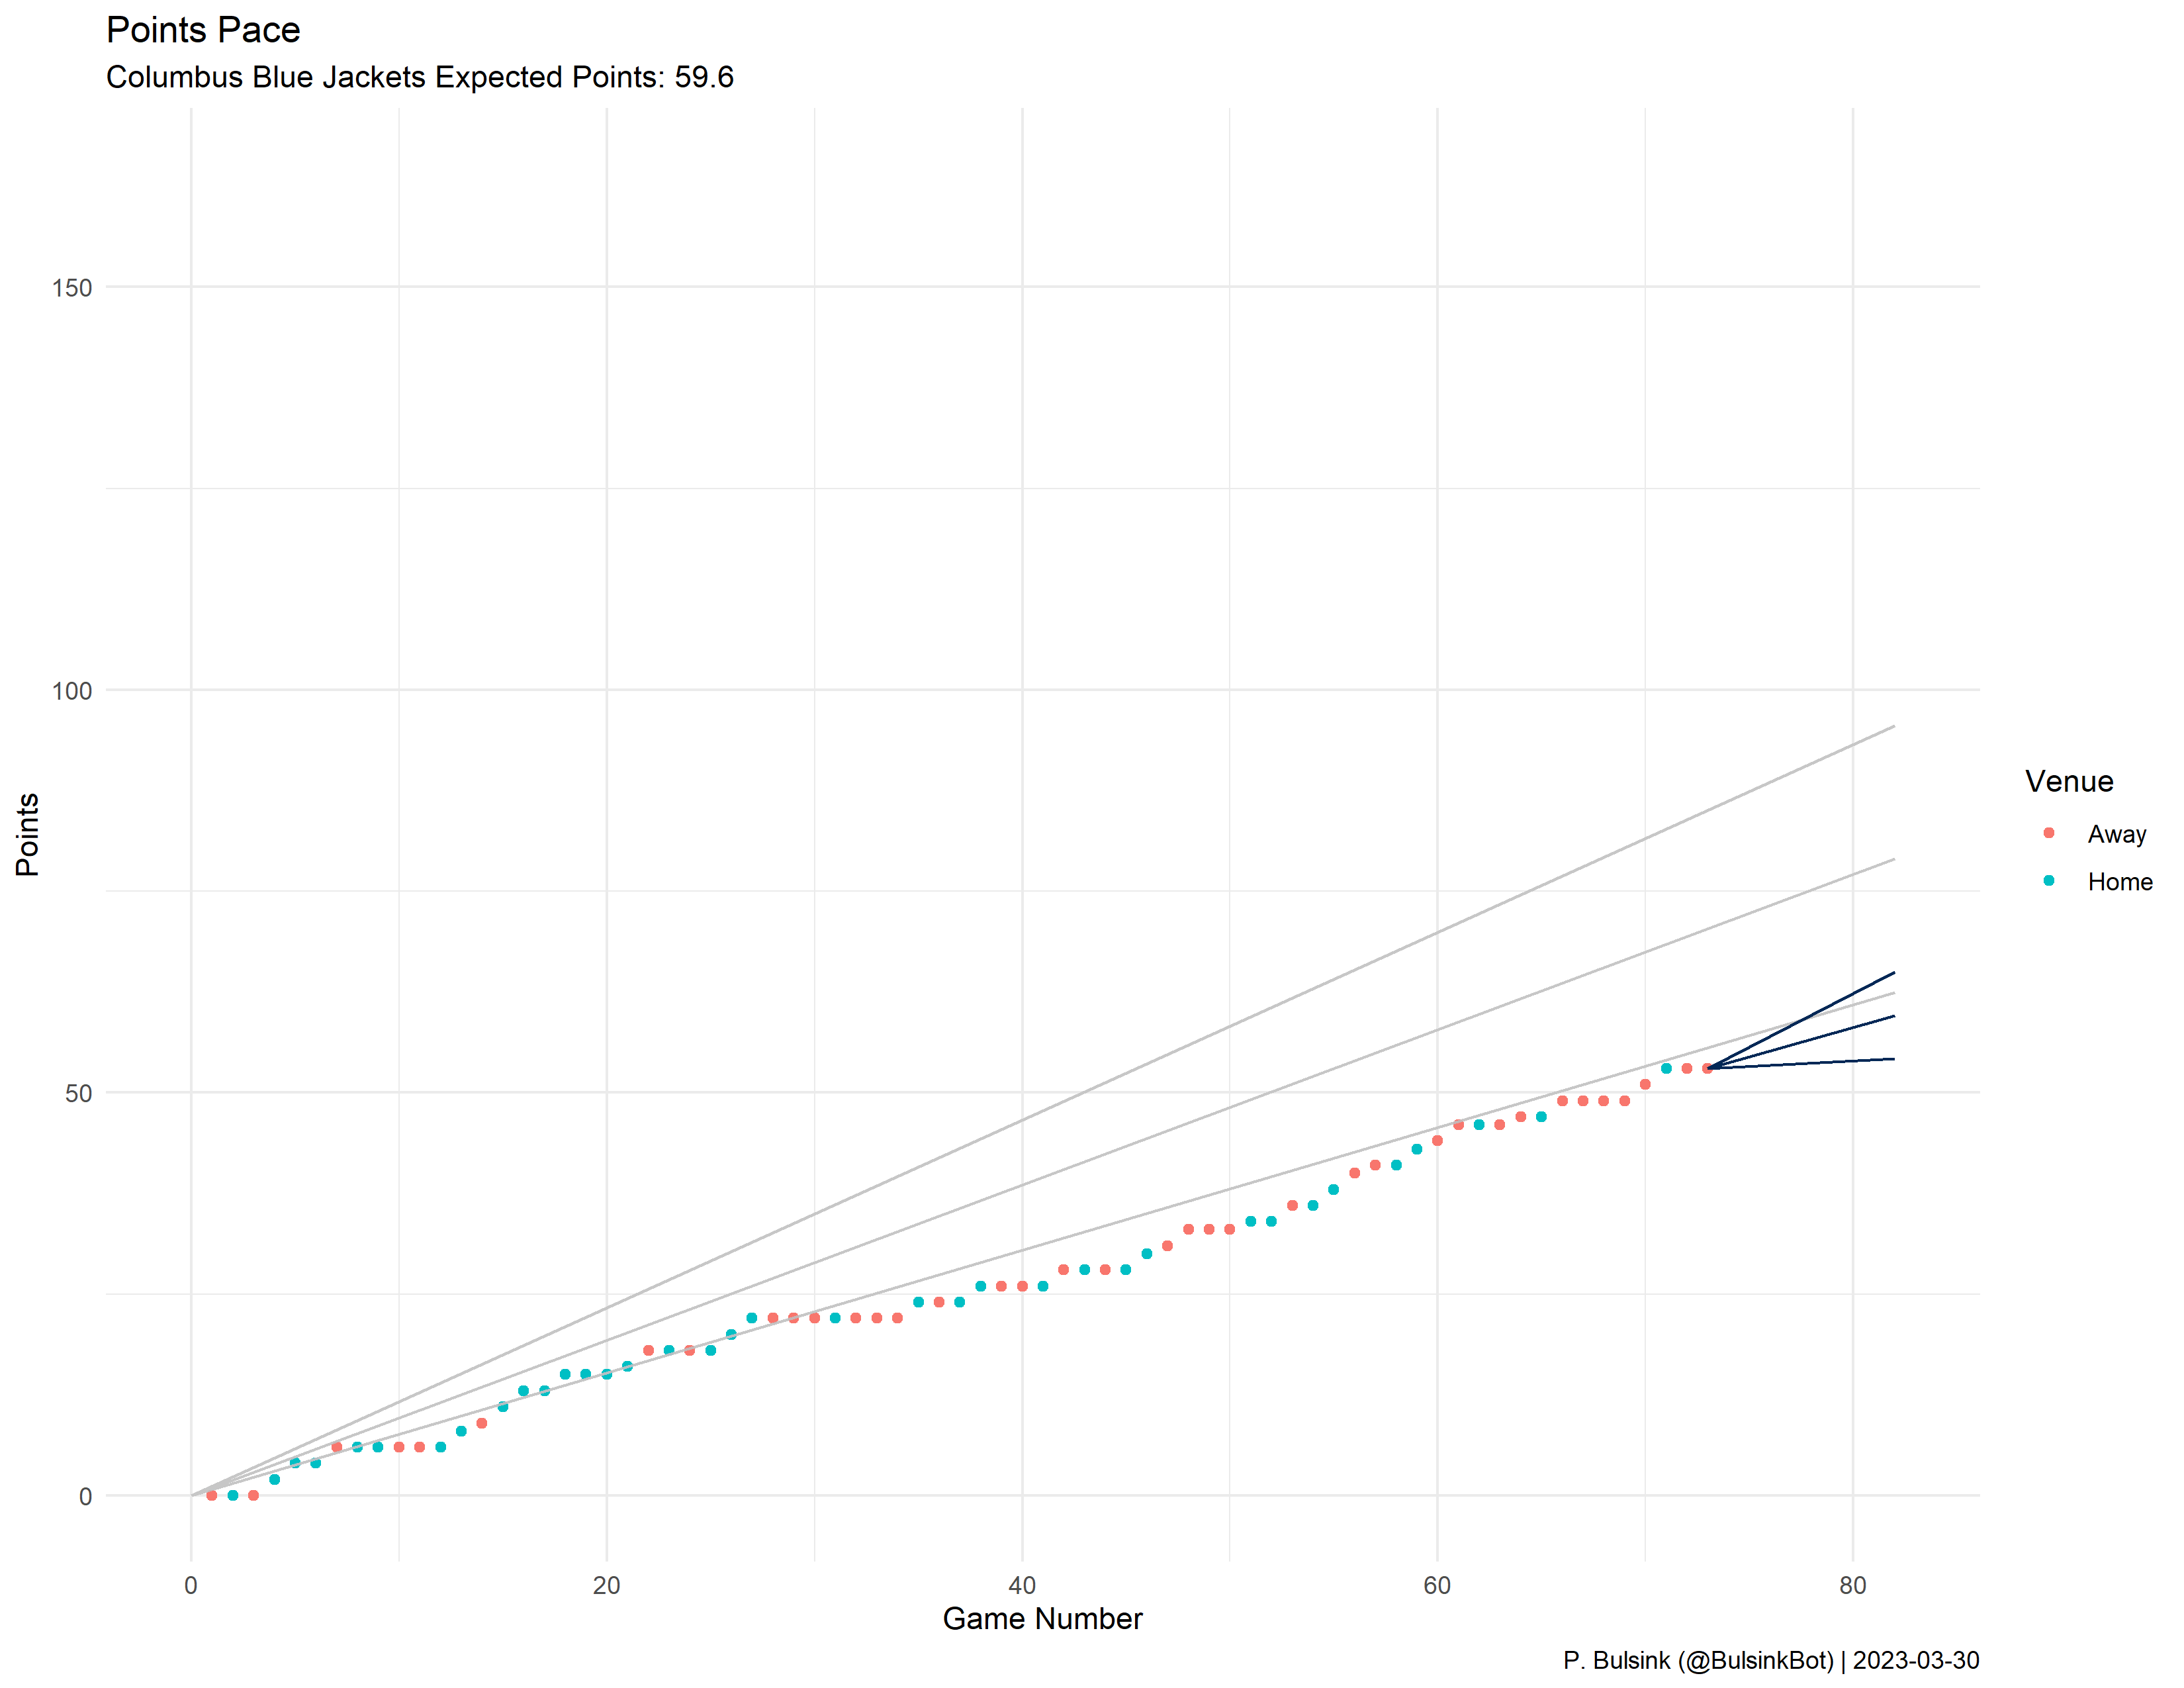 Points Pace
Columbus Blue Jackets Expected Points: 59.6
Points
150
100
50
0
0 20 40 60 80
Game Number
Venue
Away
Home
P. Bulsink (@BulsinkBot) | 2023-03-30